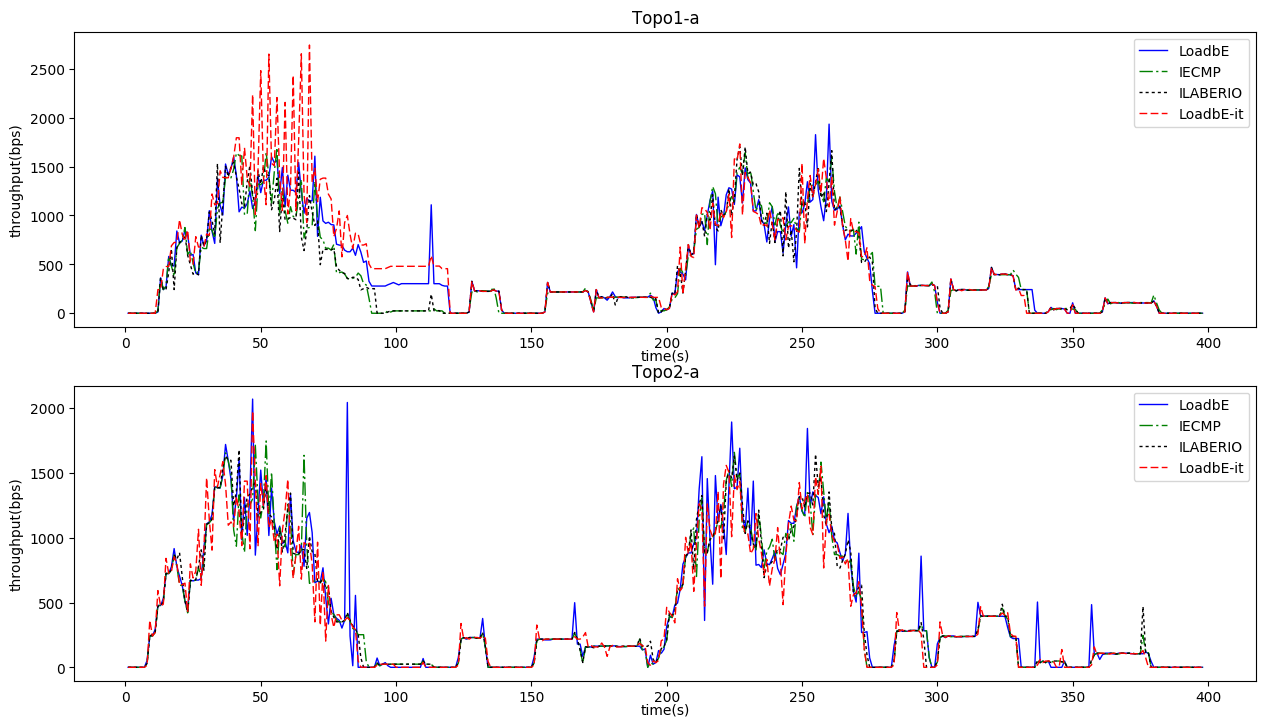 Topo1-a
throughput(bps)
2500
2000
1500
1000
500
0
LoadbE
IECMP
ILABERIO
LoadbE-it
0 50 100 150 200 250 300 350 400
time(s)
Topo2-a
throughput(bps)
2000
1500
1000
500
0
LoadbE
IECMP
ILABERIO
LoadbE-it
0 50 100 150 200 250 300 350 400
time(s)